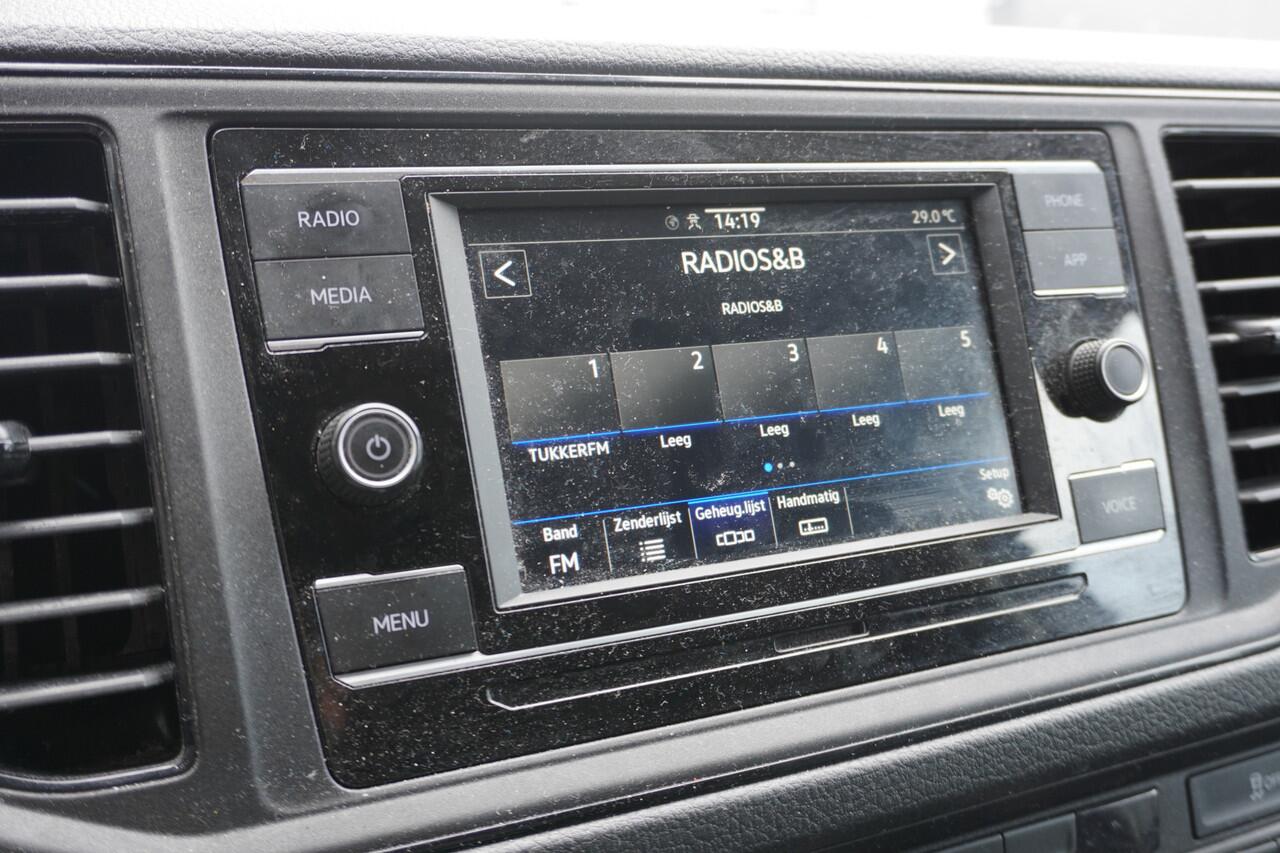 RADIO
MEDIA
MENU
14:19
29.0 °C
<
RADIOS&B
>
RADIOS&B
1
2
3
4
5
TUKKERFM
Leeg
Leeg
Leeg
Leeg
Band
FM
Zenderlijst
Geheug.lijst
Handmatig
Setup
PHONE
APP
VOICE